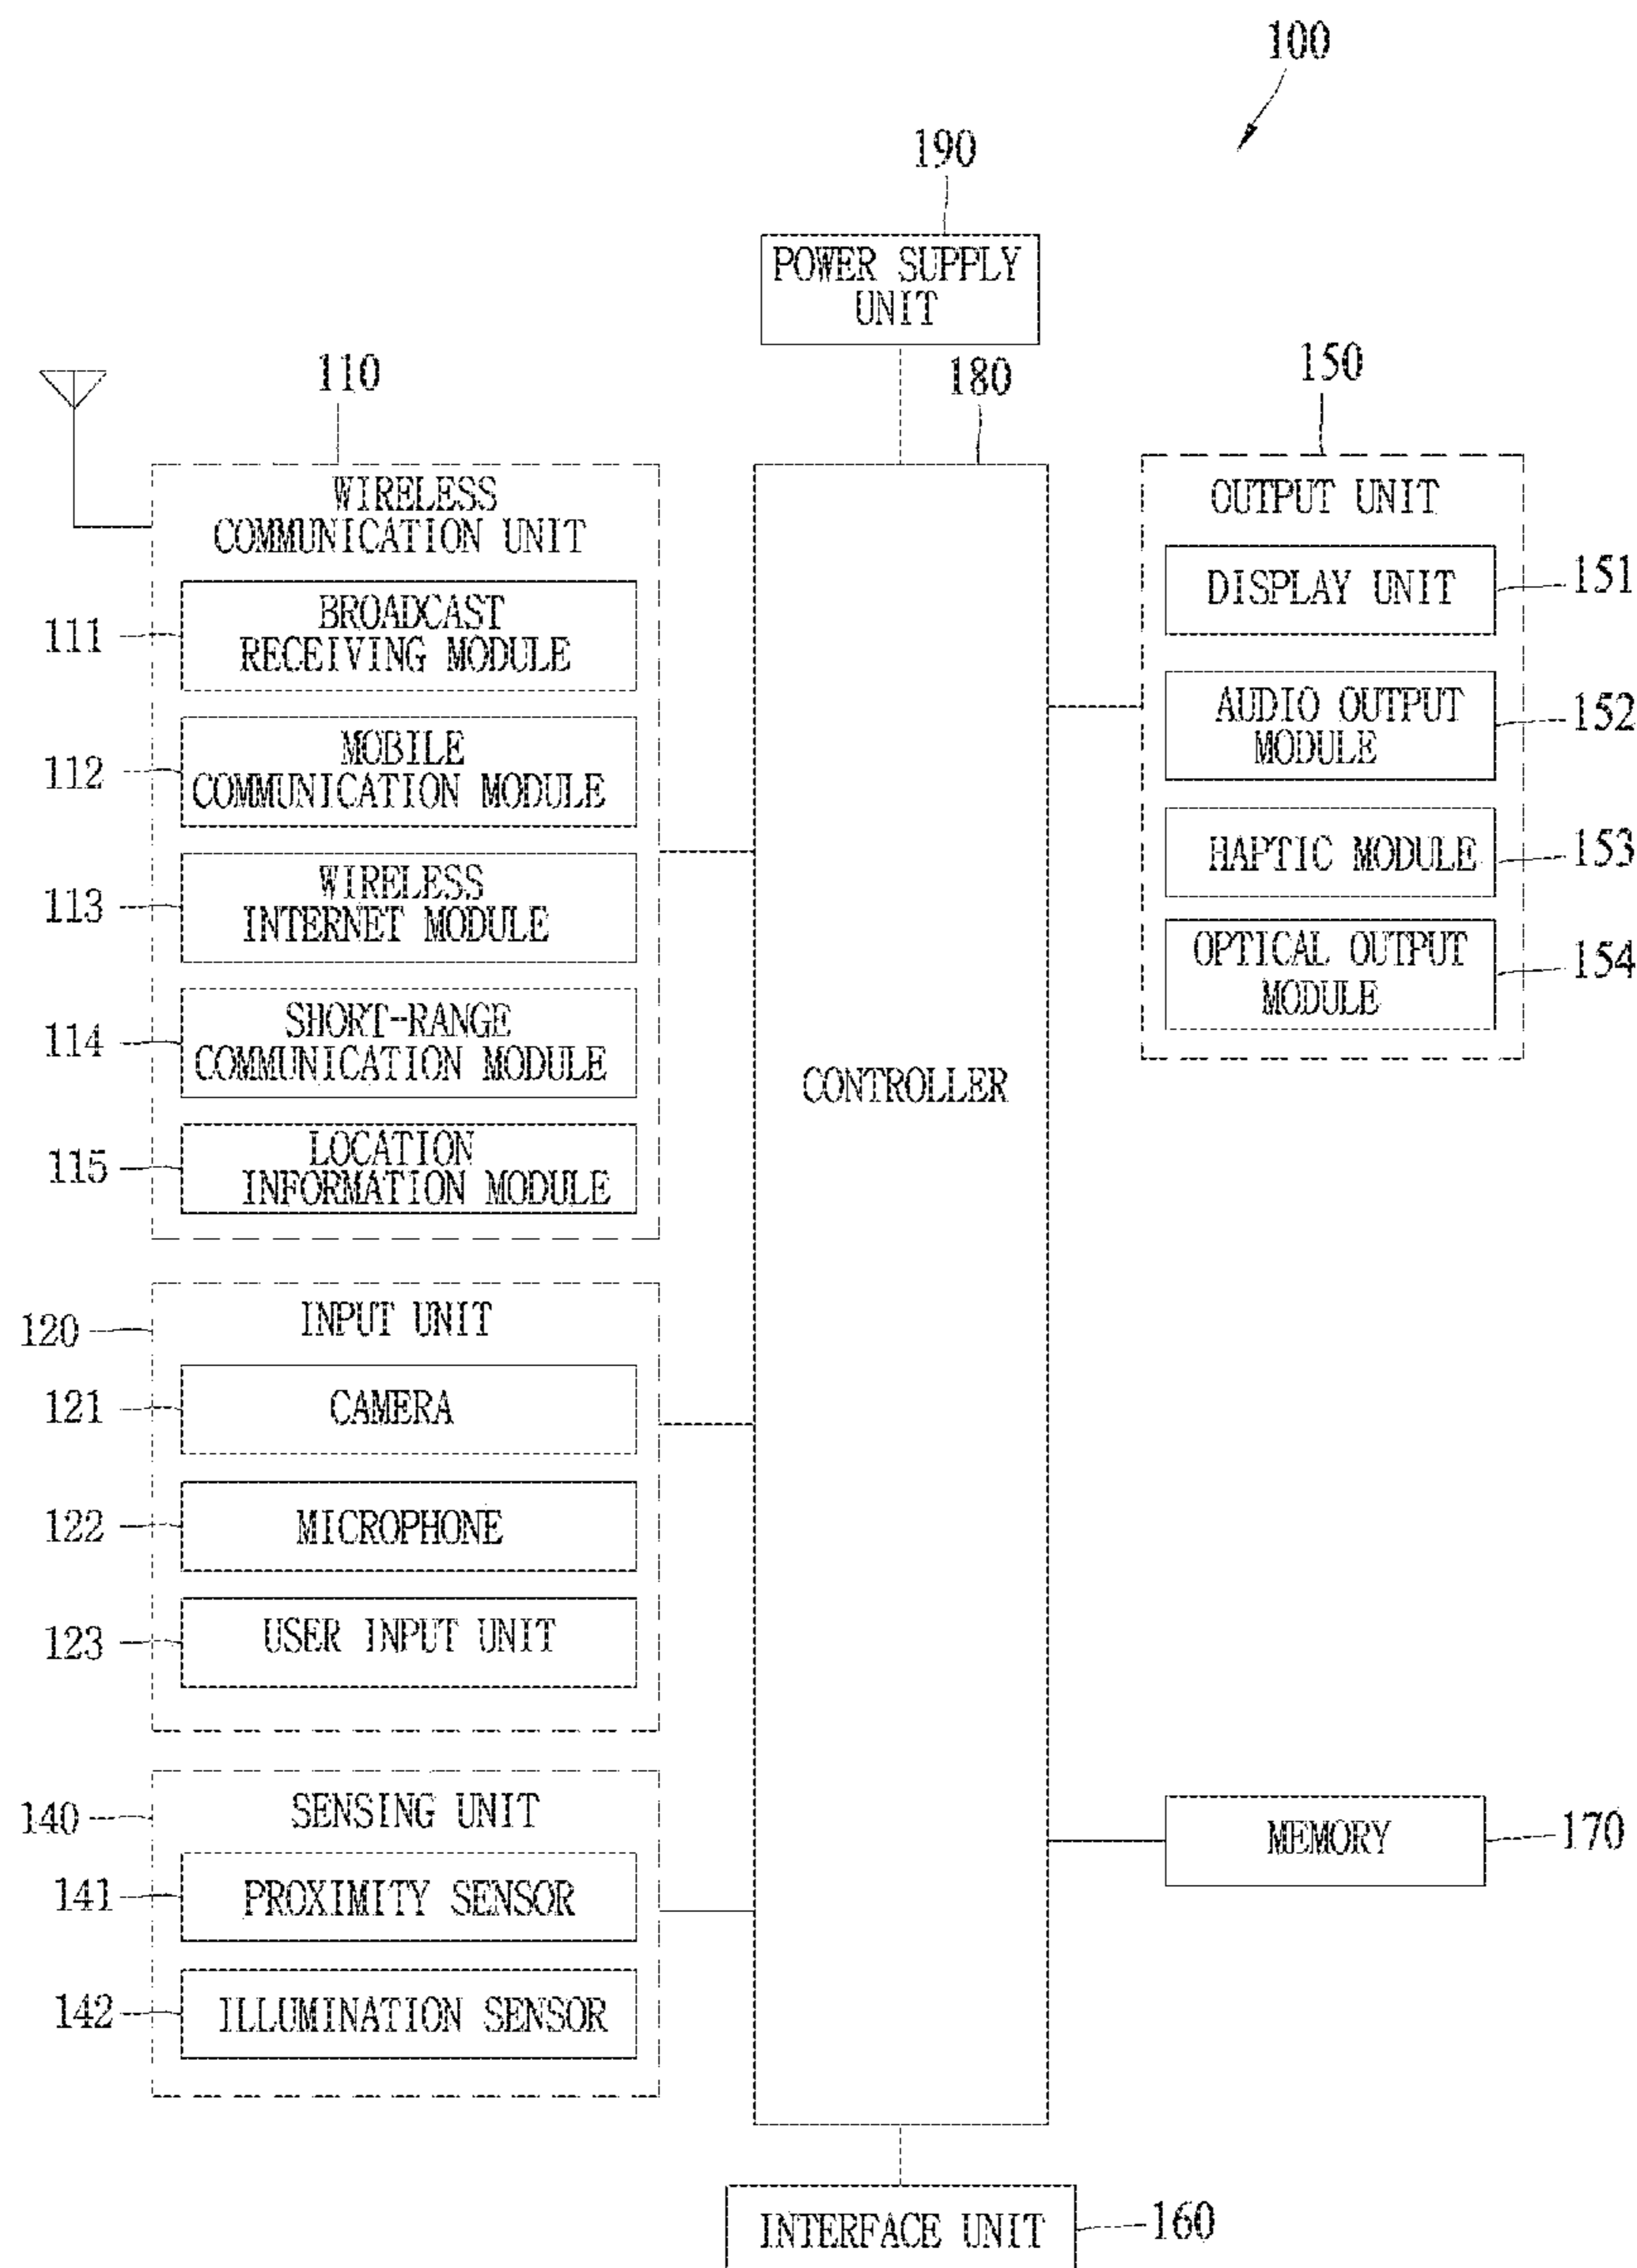 100
190
POWER SUPPLY
UNIT
110
180
150
WIRELESS
COMMUNICATION UNIT
111
BROADCAST
RECEIVING MODULE
112
MOBILE
COMMUNICATION MODULE
113
WIRELESS
INTERNET MODULE
114
SHORT-RANGE
COMMUNICATION MODULE
115
LOCATION
INFORMATION MODULE
120
INPUT UNIT
121
CAMERA
122
MICROPHONE
123
USER INPUT UNIT
140
SENSING UNIT
141
PROXIMITY SENSOR
142
ILLUMINATION SENSOR
CONTROLLER
OUTPUT UNIT
DISPLAY UNIT
151
AUDIO OUTPUT
MODULE
152
HAPTIC MODULE
153
OPTICAL OUTPUT
MODULE
154
MEMORY
170
INTERFACE UNIT
160